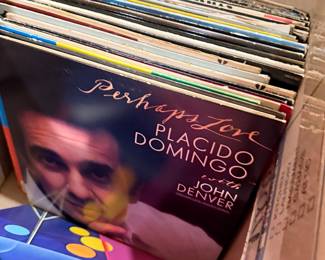 Perhaps Love
PLACIDO
DOMINGO
with
JOHN
DENVER